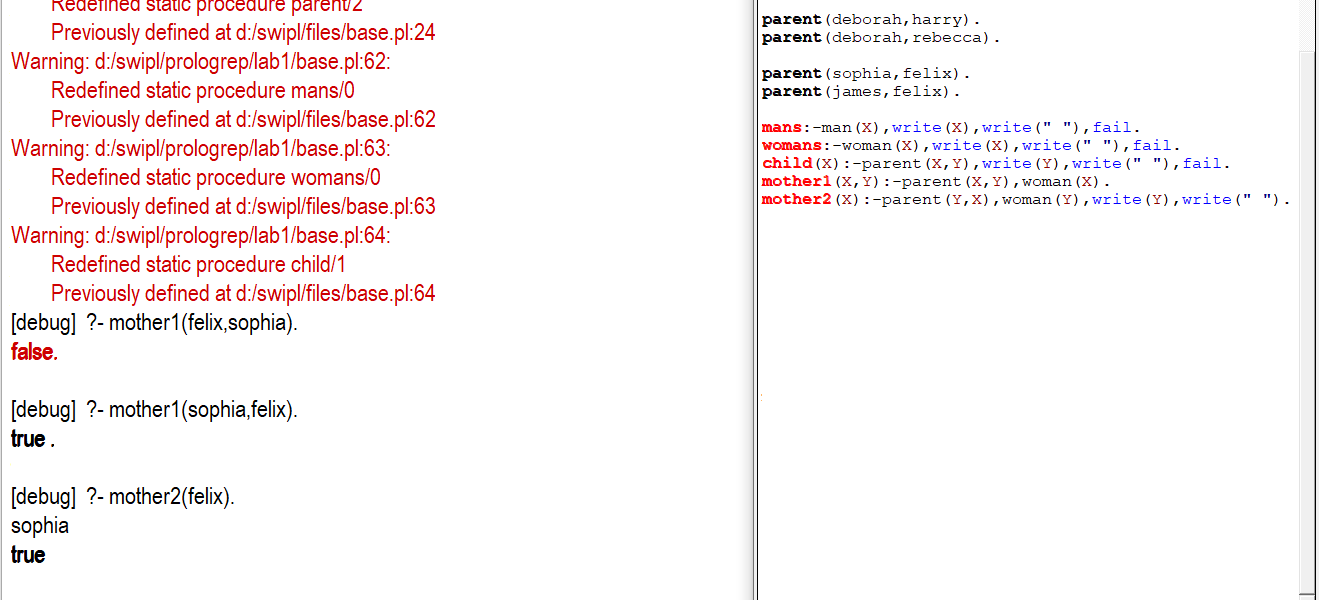 Redefined static procedure parent/2
Previously defined at d:/swipl/files/base.pl:24
Warning: d:/swipl/prologrep/lab1/base.pl:62:
Redefined static procedure mans/0
Previously defined at d:/swipl/files/base.pl:62
Warning: d:/swipl/prologrep/lab1/base.pl:63:
Redefined static procedure womans/0
Previously defined at d:/swipl/files/base.pl:63
Warning: d:/swipl/prologrep/lab1/base.pl:64:
Redefined static procedure child/1
Previously defined at d:/swipl/files/base.pl:64
[debug] ?- mother1(felix,sophia).
false.
[debug] ?- mother1(sophia,felix).
true .
[debug] ?- mother2(felix).
sophia
true
parent(deborah,harry).
parent(deborah,rebecca).
parent(sophia,felix).
parent(james,felix).
mans:-man(X),write(X),write(" "),fail.
womans:-woman(X),write(X),write(" "),fail.
child(X):-parent(X,Y),write(Y),write(" "),fail.
mother1(X,Y):-parent(X,Y),woman(X).
mother2(X):-parent(Y,X),woman(Y),write(Y),write(" ").